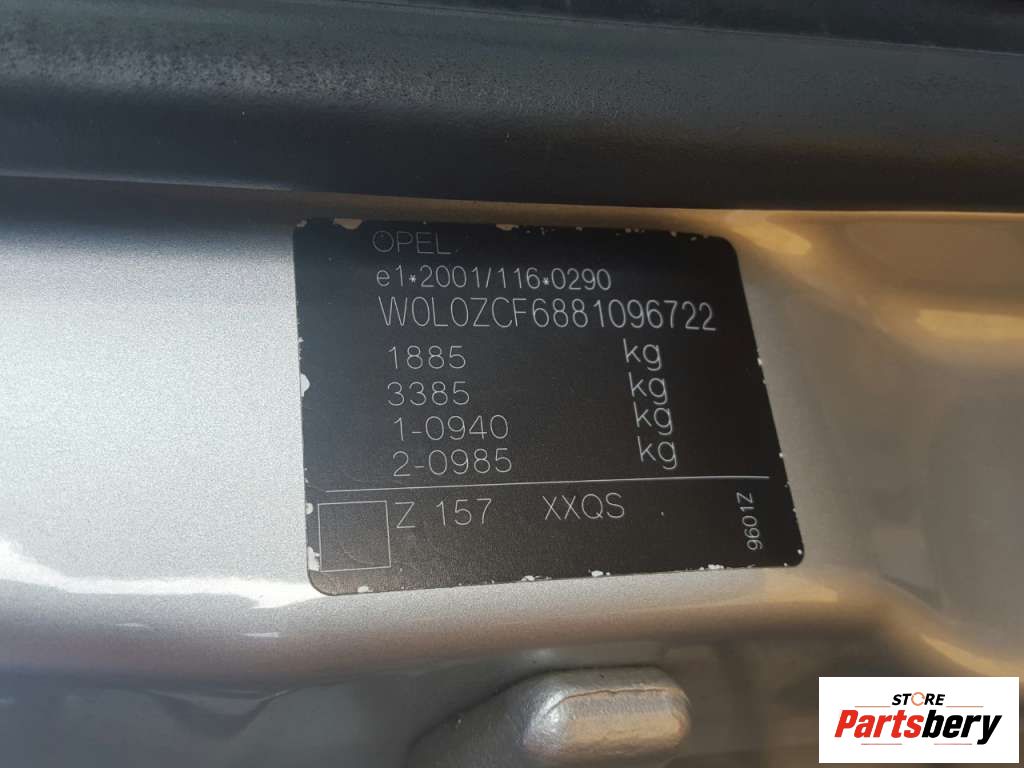 OPEL
e1*2001/116*0290
W0L0ZCF6881096722
1885 kg
3385 kg
1-0940 kg
2-0985 kg
Z 157 XXQS
9601Z
STORE
Partsbery